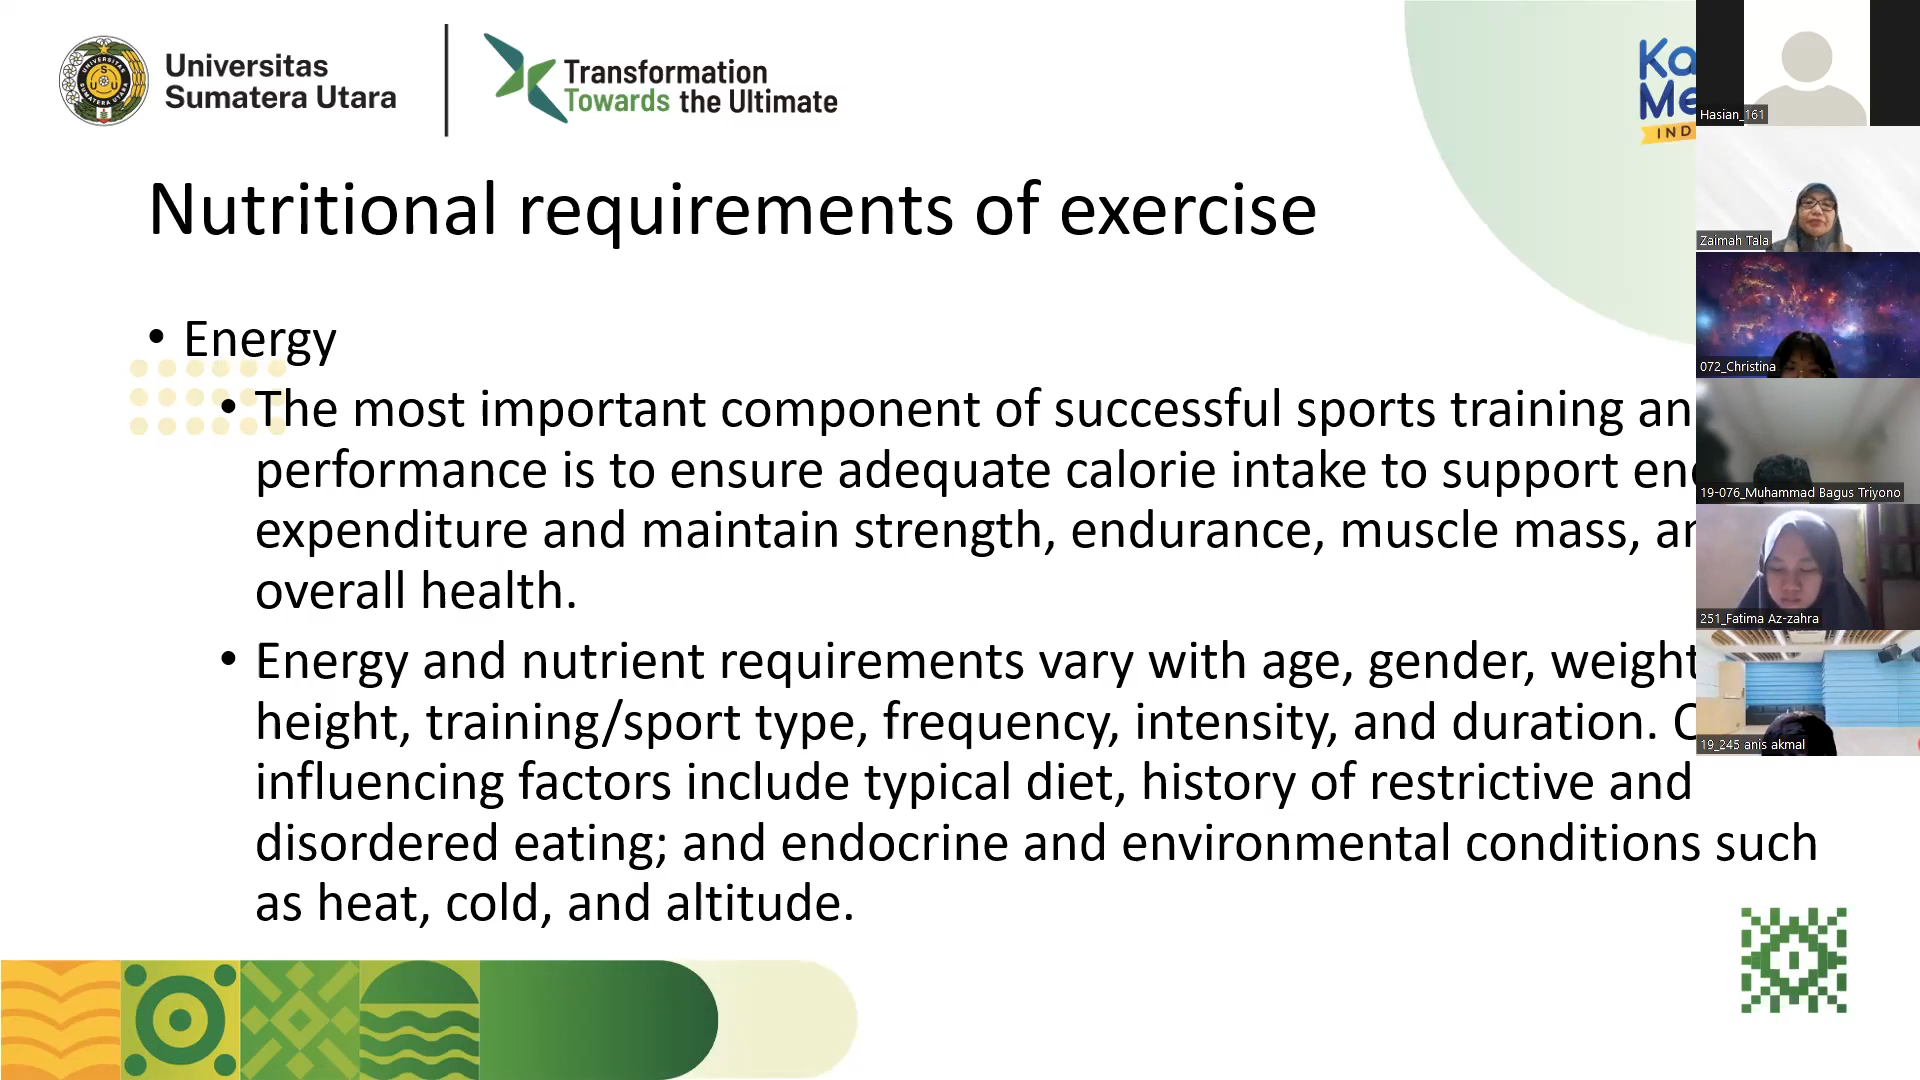 Universitas
Sumatera Utara
Transformation
Towards the Ultimate
Nutritional requirements of exercise
• Energy
• The most important component of successful sports training an
performance is to ensure adequate calorie intake to support en
expenditure and maintain strength, endurance, muscle mass, an
overall health.
• Energy and nutrient requirements vary with age, gender, weight
height, training/sport type, frequency, intensity, and duration.
influencing factors include typical diet, history of restrictive and
disordered eating; and endocrine and environmental conditions such
as heat, cold, and altitude.
Ka
Me
IND
Hasian_161
Zaimah Tala
072_Christina
19-076_Muhammad Bagus Triyono
251_Fatima Az-zahra
19_245 anis akmal